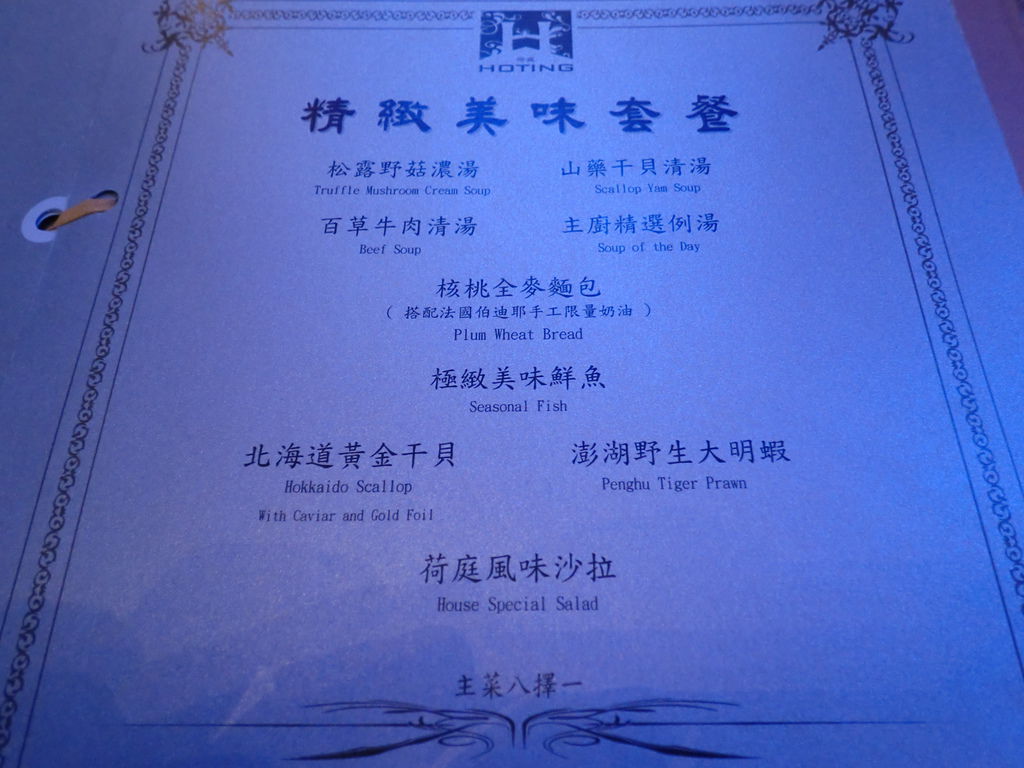 HOTING
精緻美味套餐
松露野菇濃湯 山藥干貝清湯
Truffle Mushroom Cream Soup Scallop Yam Soup
百草牛肉清湯 主廚精選例湯
Beef Soup Soup of the Day
核桃全麥麵包
( 搭配法國伯迪耶手工限量奶油 )
Plum Wheat Bread
極緻美味鮮魚
Seasonal Fish
北海道黃金干貝 澎湖野生大明蝦
Hokkaido Scallop Penghu Tiger Prawn
With Caviar and Gold Foil
荷庭風味沙拉
House Special Salad
主菜八擇一